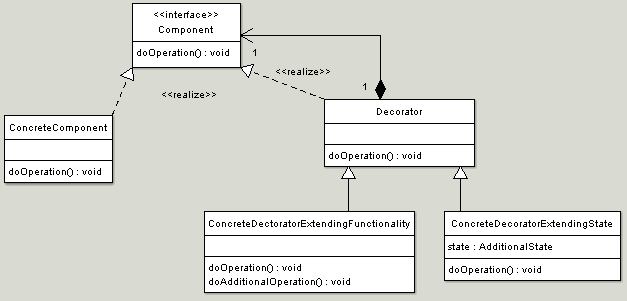 <<interface>>
Component
doOperation() : void
1
<<realize>>
<<realize>>
1
Decorator
ConcreteComponent
doOperation() : void
doOperation() : void
ConcreteDectoratorExtendingFunctionality
ConcreteDecoratorExtendingState
state : AdditionalState
doOperation() : void
doAdditionalOperation() : void
doOperation() : void